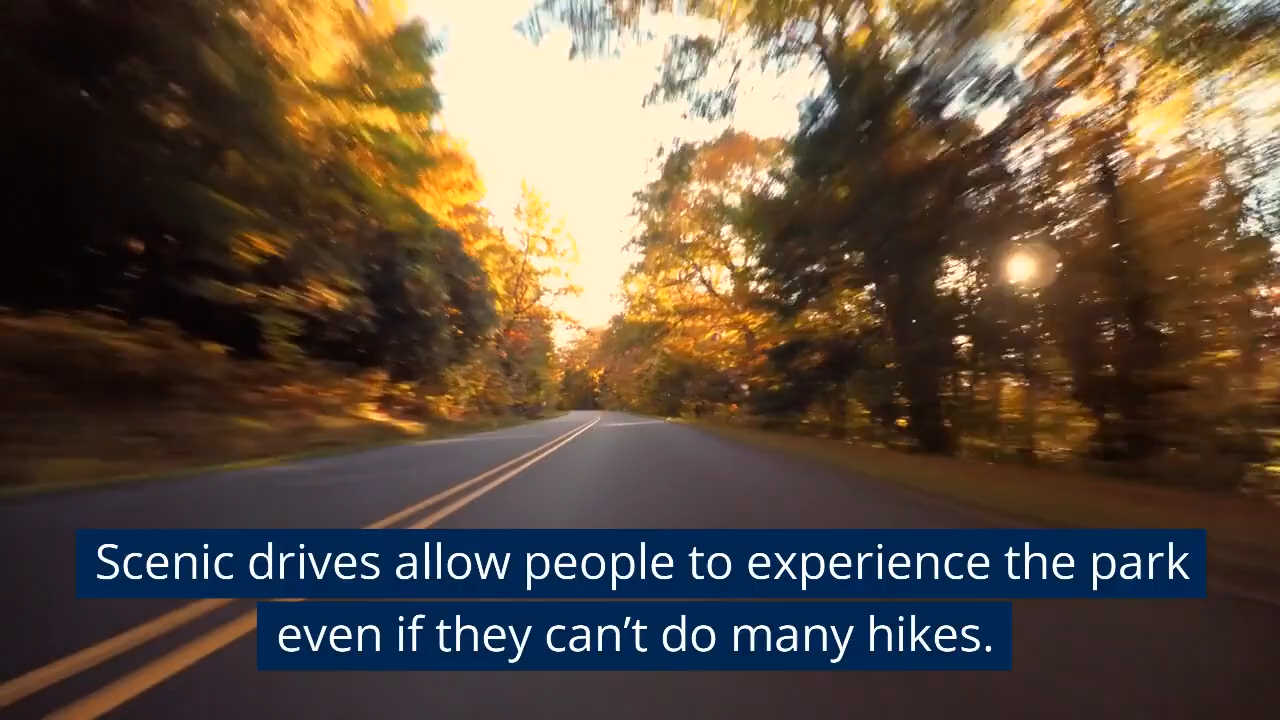 Scenic drives allow people to experience the park
even if they can’t do many hikes.